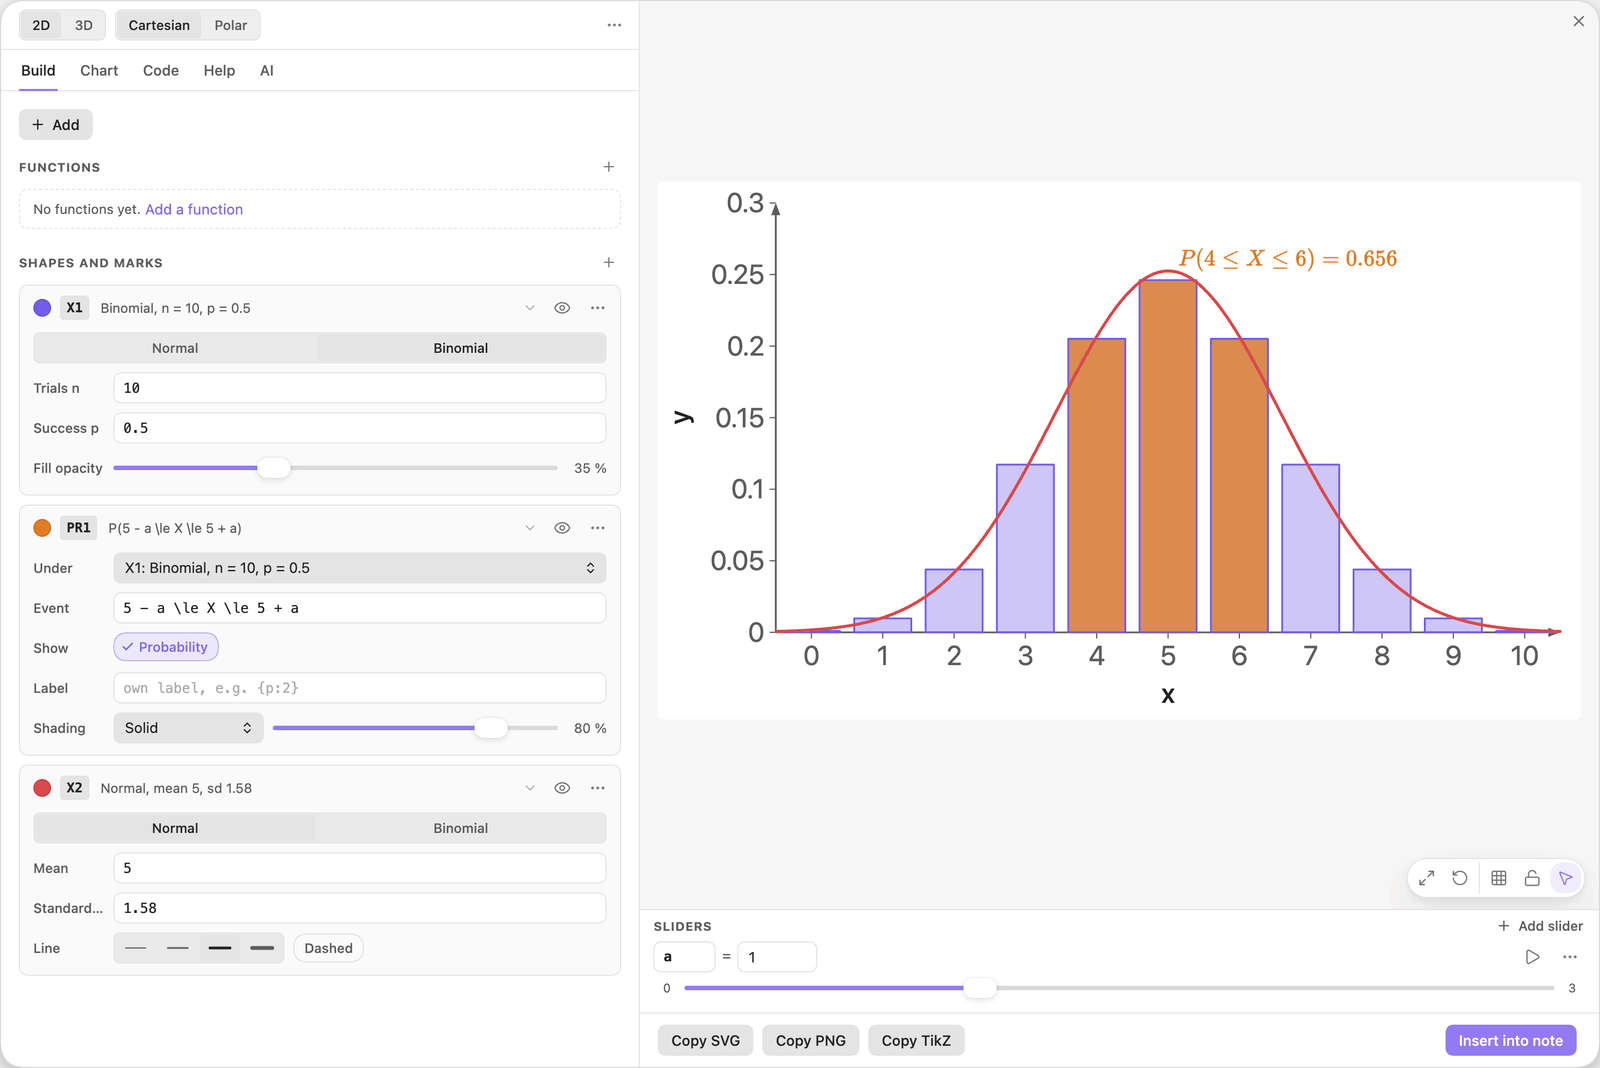 2D 3D Cartesian Polar
Build Chart Code Help AI
+ Add
FUNCTIONS
No functions yet. Add a function
SHAPES AND MARKS
X1 Binomial, n = 10, p = 0.5
Normal Binomial
Trials n 10
Success p 0.5
Fill opacity 35 %
PR1 P(5 - a \le X \le 5 + a)
Under X1: Binomial, n = 10, p = 0.5
Event 5 - a \le X \le 5 + a
Show Probability
Label own label, e.g. {p:2}
Shading Solid 80 %
X2 Normal, mean 5, sd 1.58
Normal Binomial
Mean 5
Standard... 1.58
Line Dashed
0.3
P(4 ≤ X ≤ 6) = 0.656
0.25
0.2
y 0.15
0.1
0.05
0
0 1 2 3 4 5 6 7 8 9 10
x
SLIDERS + Add slider
a = 1
0 3
Copy SVG Copy PNG Copy TikZ Insert into note